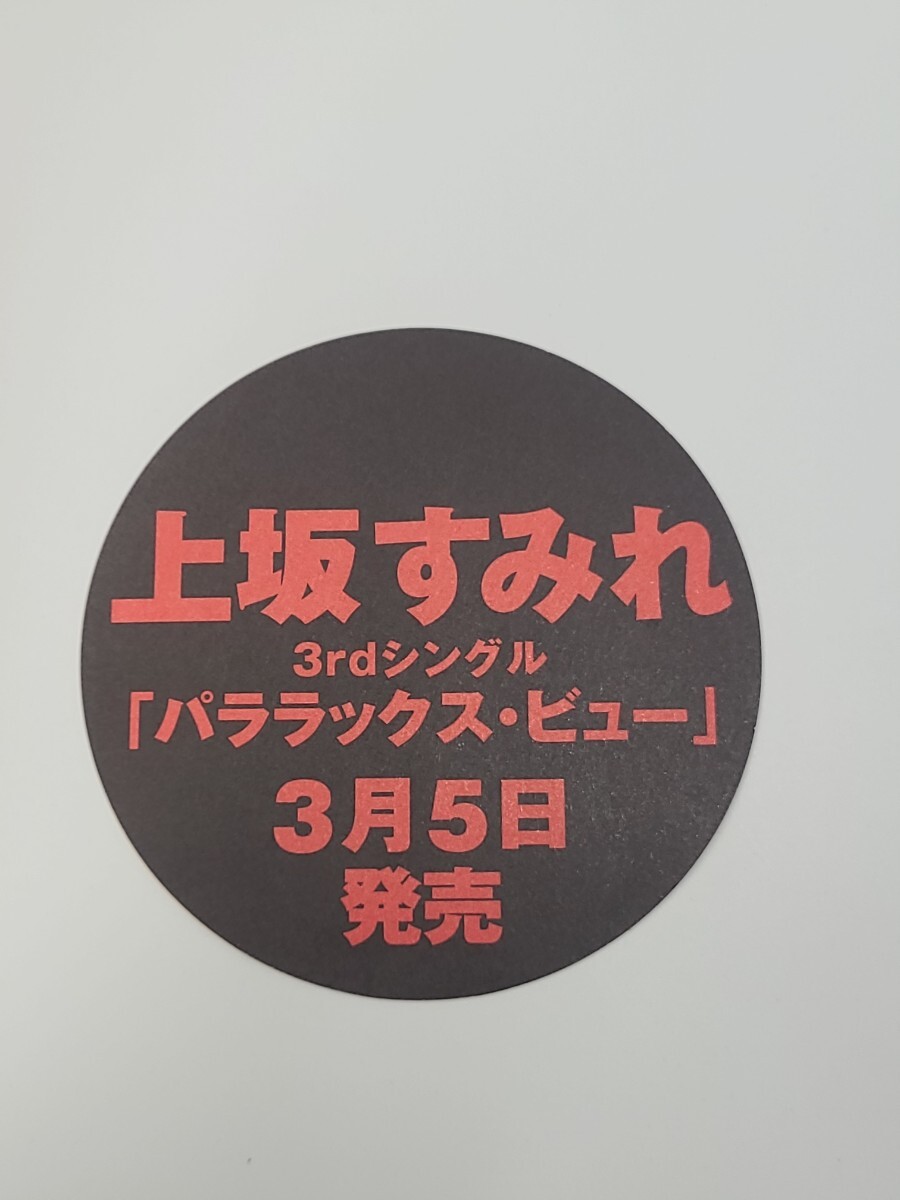 上坂すみれ
3rdシングル
「パララックス・ビュー」
3月5日
発売